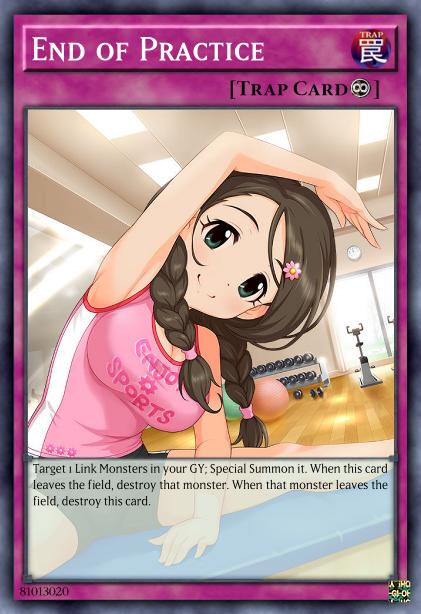 END OF PRACTICE
TRAP
罠
[TRAP CARD♾]
GAUO
SPORTS
Target 1 Link Monsters in your GY; Special Summon it. When this card
leaves the field, destroy that monster. When that monster leaves the
field, destroy this card.
81013020